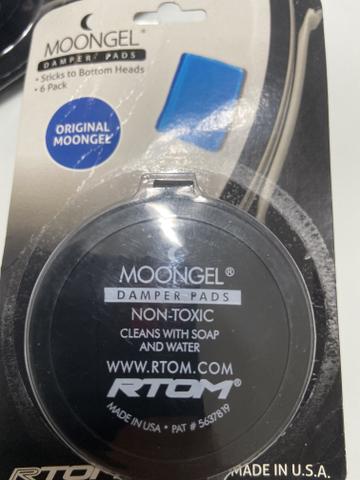 MOONGEL®
DAMPER PADS
• Sticks to Bottom Heads
• 6 Pack
ORIGINAL
MOONGEL®
MOONGEL®
DAMPER PADS
NON-TOXIC
CLEANS WITH SOAP
AND WATER
WWW.RTOM.COM
RTOM®
MADE IN USA • PAT # 5637819
RTOM
MADE IN U.S.A.